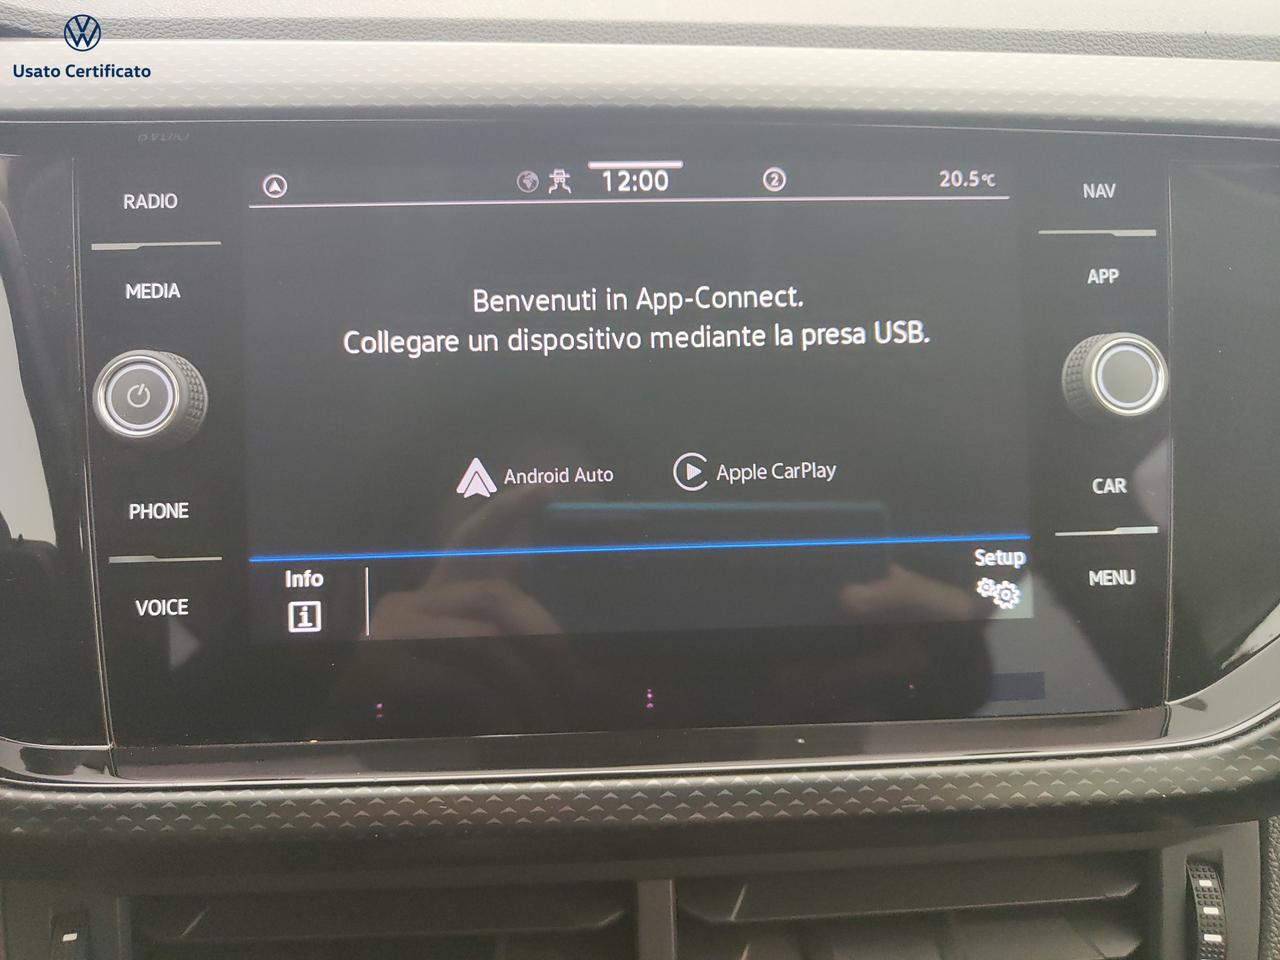 Usato Certificato
RADIO
MEDIA
PHONE
VOICE
12:00
2
20.5°C
Benvenuti in App-Connect.
Collegare un dispositivo mediante la presa USB.
Android Auto
Apple CarPlay
Info
i
Setup
NAV
APP
CAR
MENU